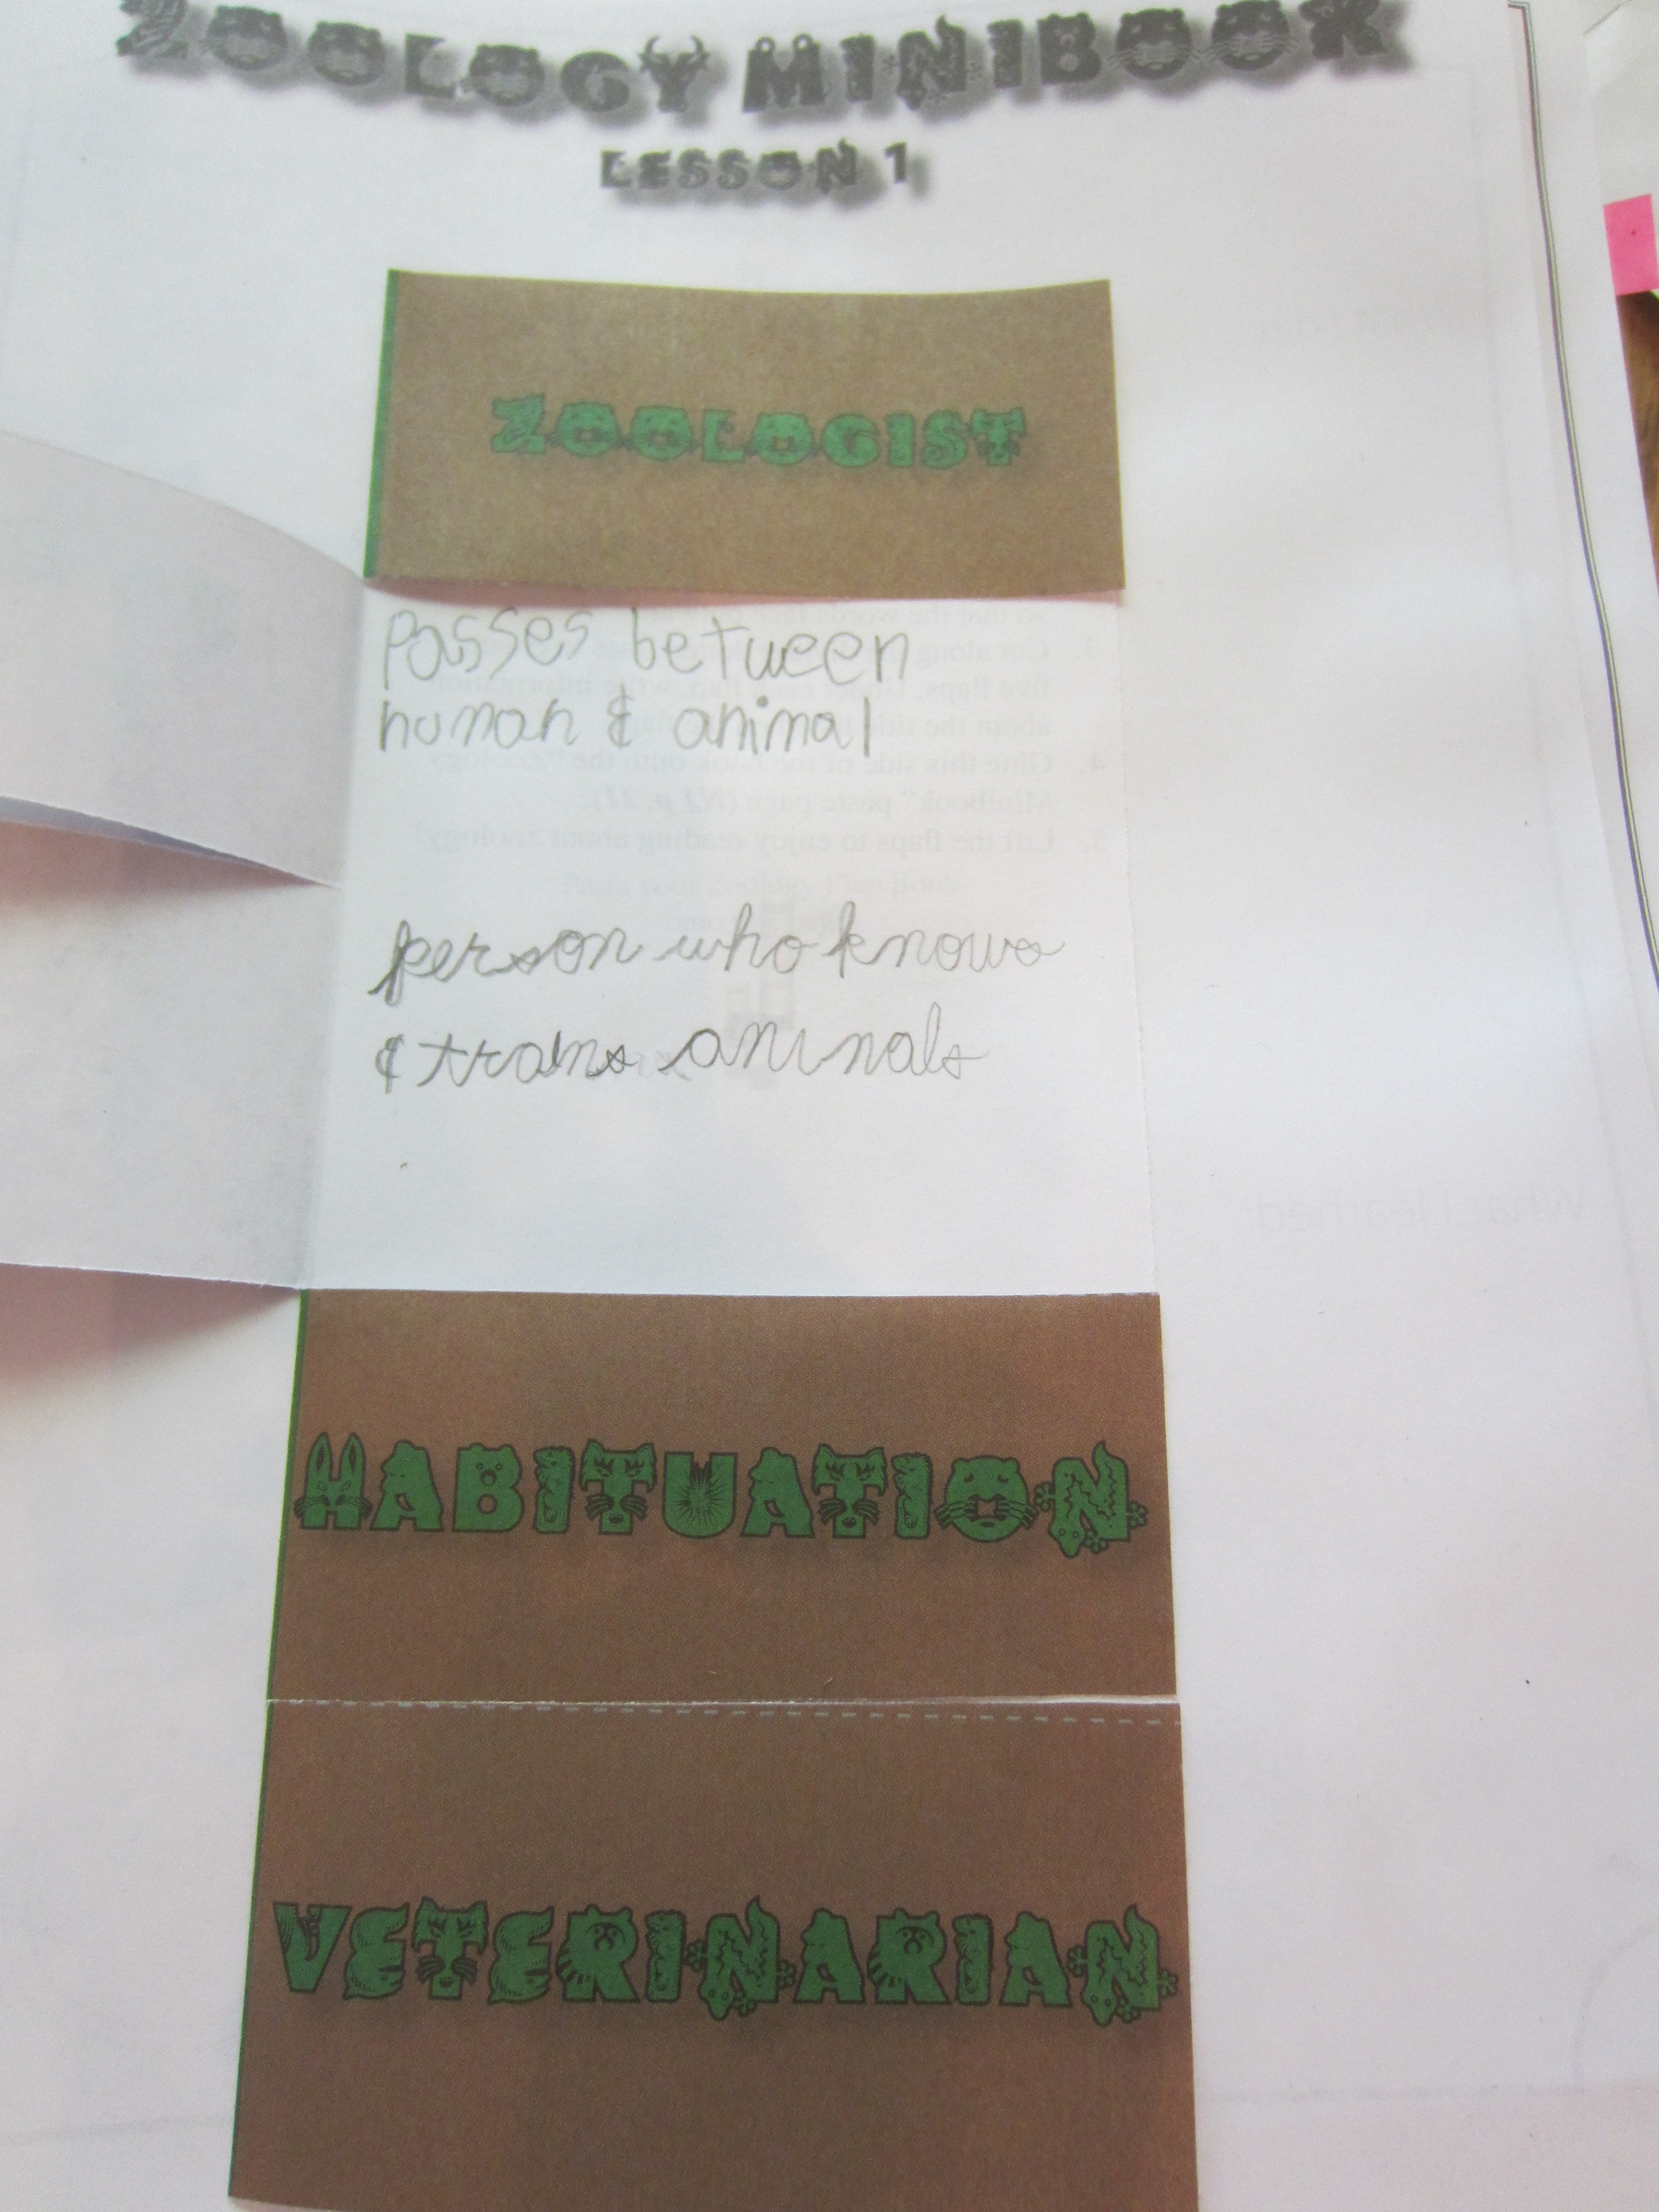 ZOOLOGY MINIBOOK
LESSON 1
ZOOLOGIST
Passes between
human & animal
person who knows
& trains animals
HABITUATION
VETERINARIAN